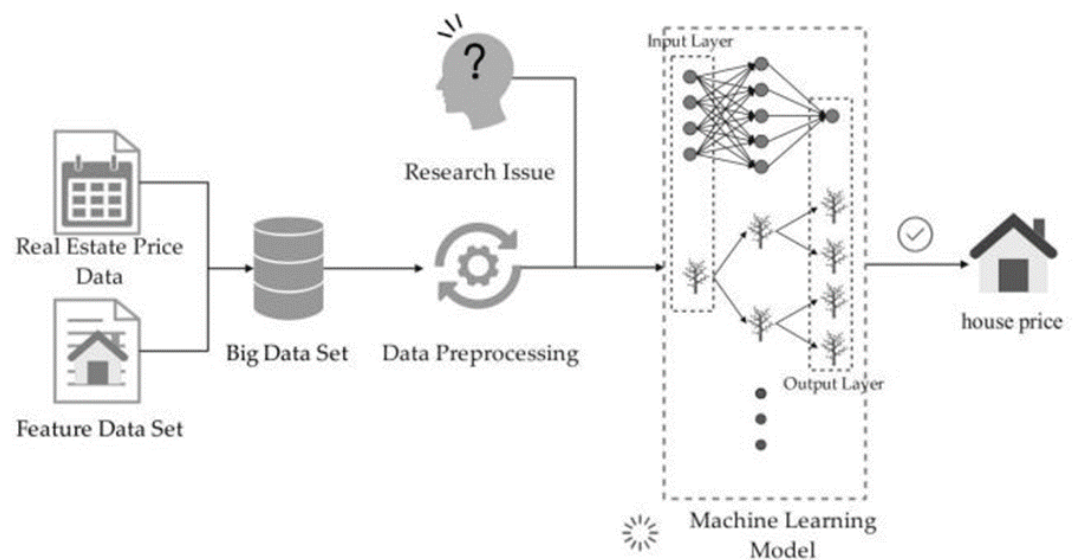 Input Layer
?
Research Issue
Real Estate Price
Data
Big Data Set
Data Preprocessing
house price
Output Layer
Feature Data Set
Machine Learning
Model